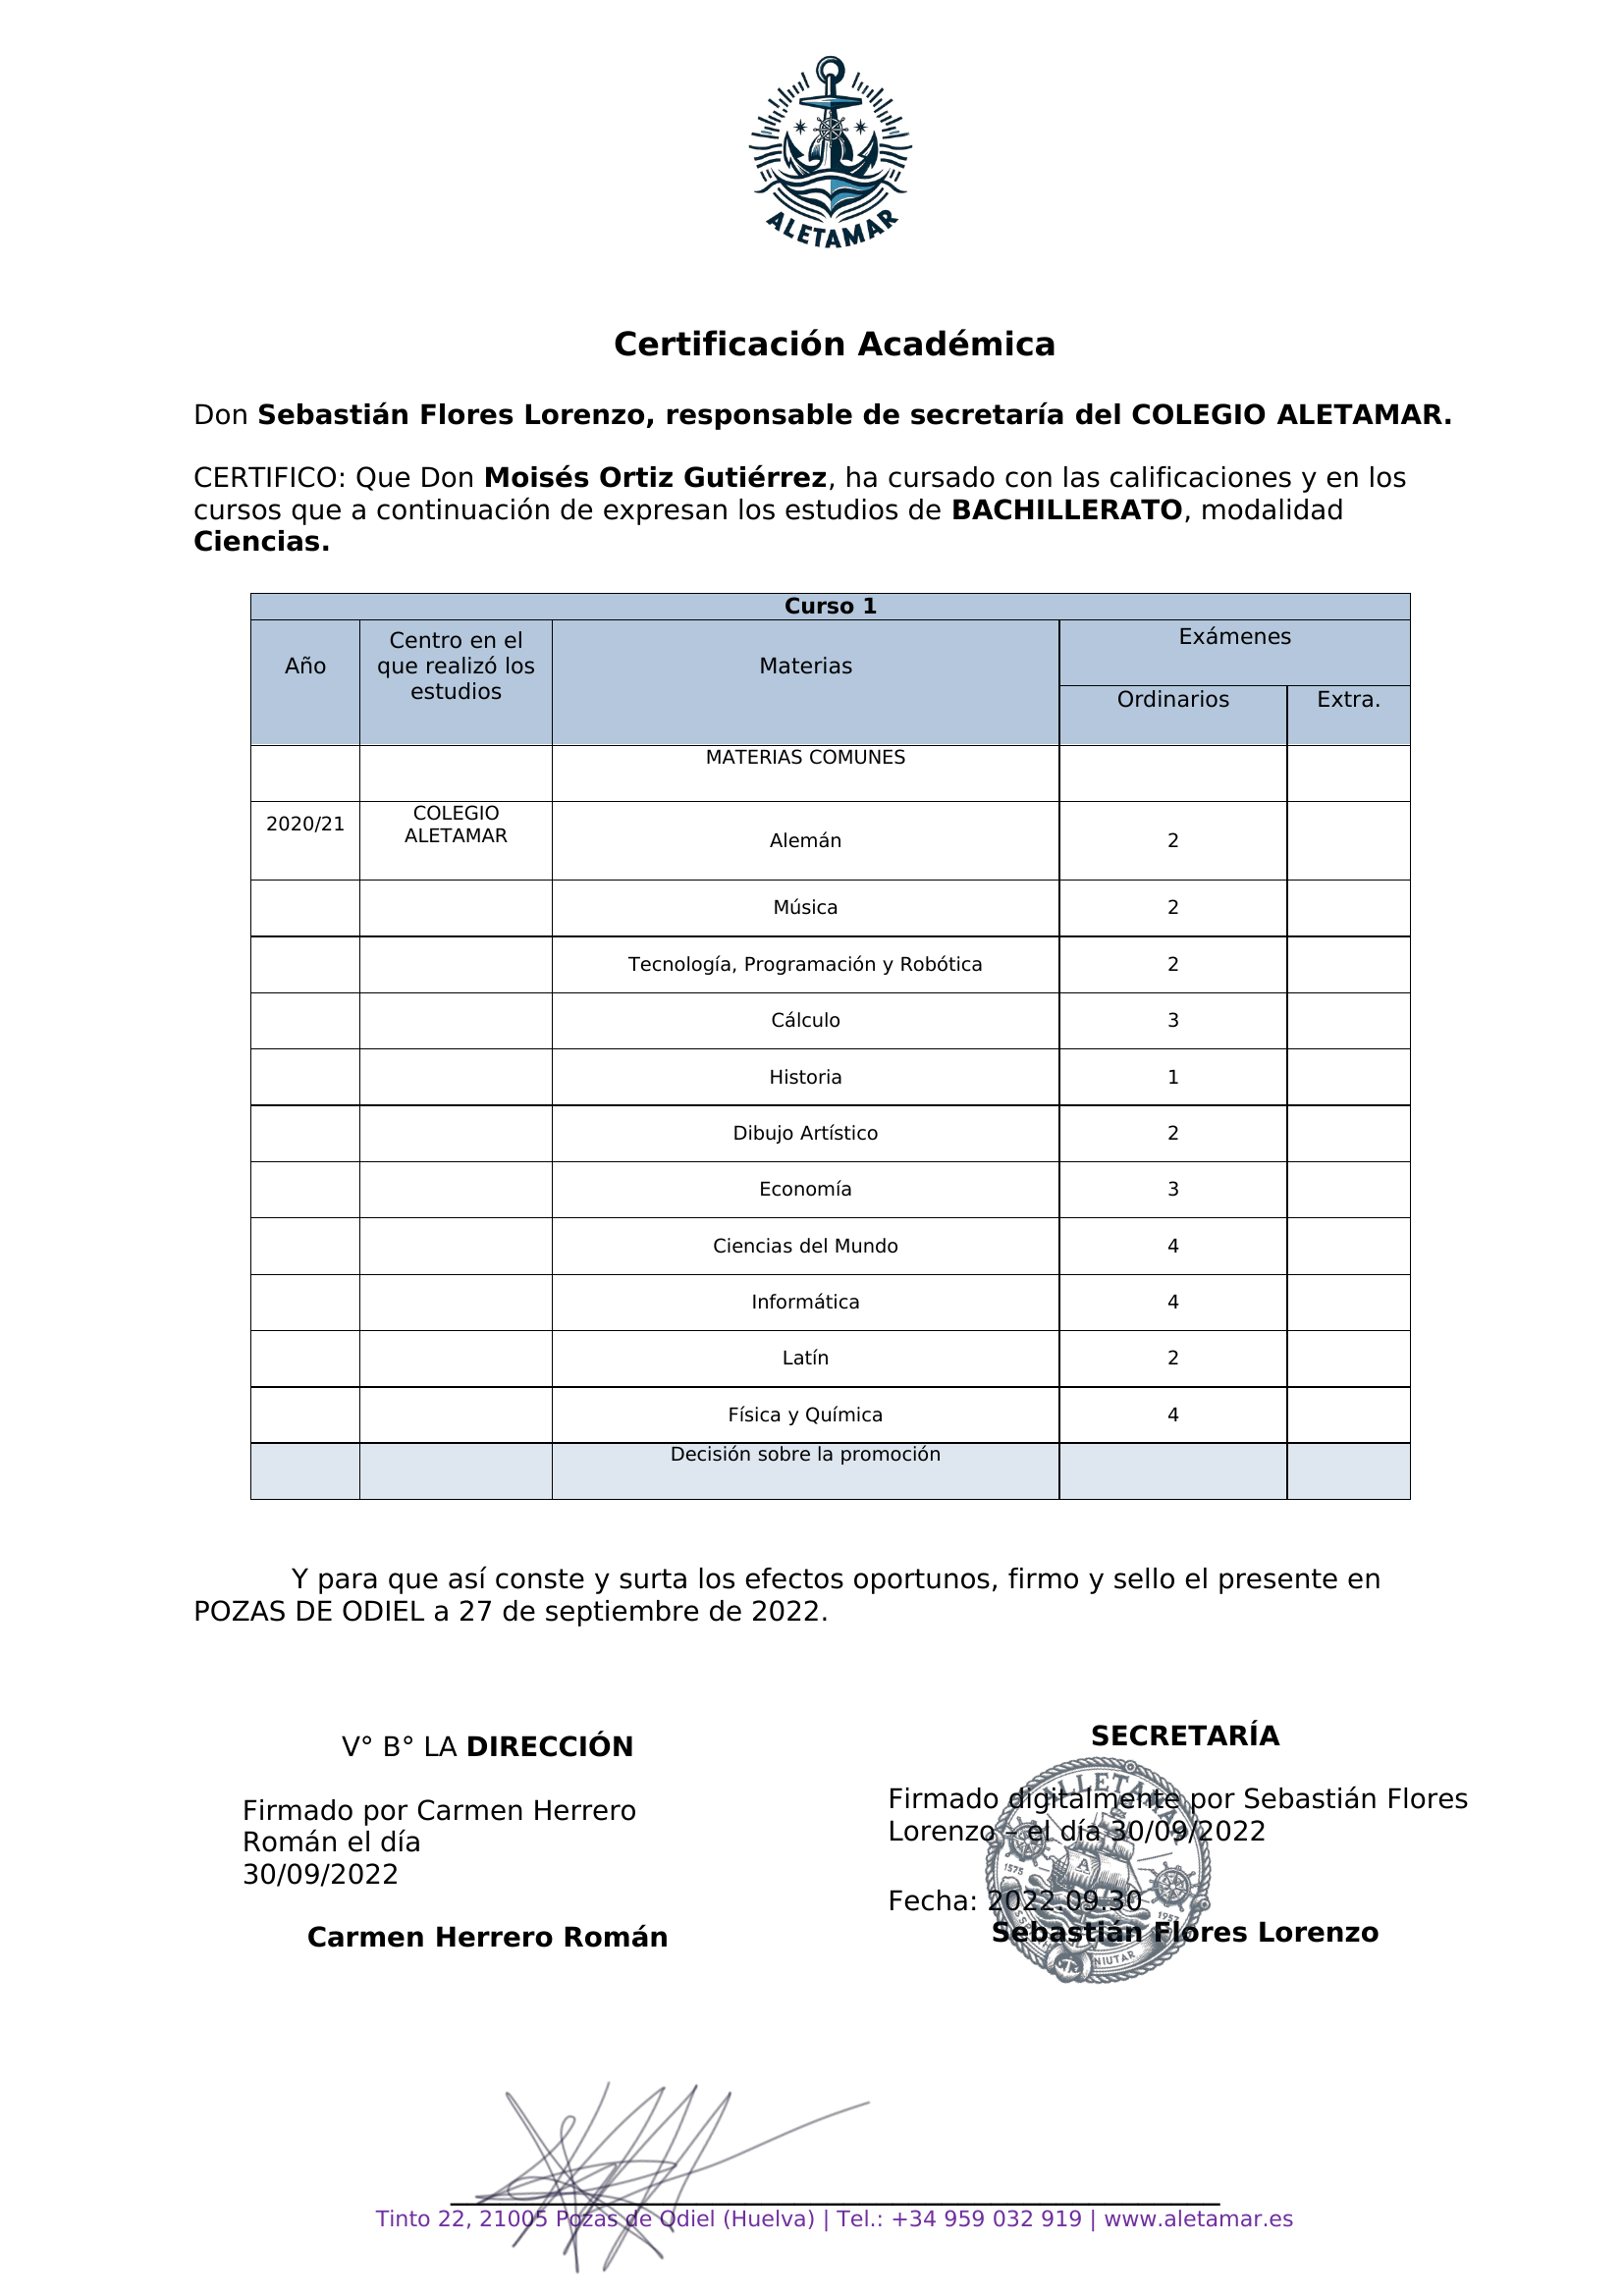 ALETAMAR
Certificación Académica
Don Sebastián Flores Lorenzo, responsable de secretaría del COLEGIO ALETAMAR.
CERTIFICO: Que Don Moisés Ortiz Gutiérrez, ha cursado con las calificaciones y en los
cursos que a continuación de expresan los estudios de BACHILLERATO, modalidad
Ciencias.
Curso 1
Año
Centro en el
que realizó los
estudios
Materias
Exámenes
Ordinarios
Extra.
MATERIAS COMUNES
2020/21
COLEGIO
ALETAMAR
Alemán 2
Música 2
Tecnología, Programación y Robótica 2
Cálculo 3
Historia 1
Dibujo Artístico 2
Economía 3
Ciencias del Mundo 4
Informática 4
Latín 2
Física y Química 4
Decisión sobre la promoción
Y para que así conste y surta los efectos oportunos, firmo y sello el presente en
POZAS DE ODIEL a 27 de septiembre de 2022.
V° B° LA DIRECCIÓN
Firmado por Carmen Herrero
Román el día
30/09/2022
Carmen Herrero Román
SECRETARÍA
Firmado digitalmente por Sebastián Flores
Lorenzo – el día 30/09/2022
Fecha: 2022.09.30
Sebastián Flores Lorenzo
ALLETAMAR
1575
A
1957
NIUTAR
Tinto 22, 21005 Pozas de Odiel (Huelva) | Tel.: +34 959 032 919 | www.aletamar.es